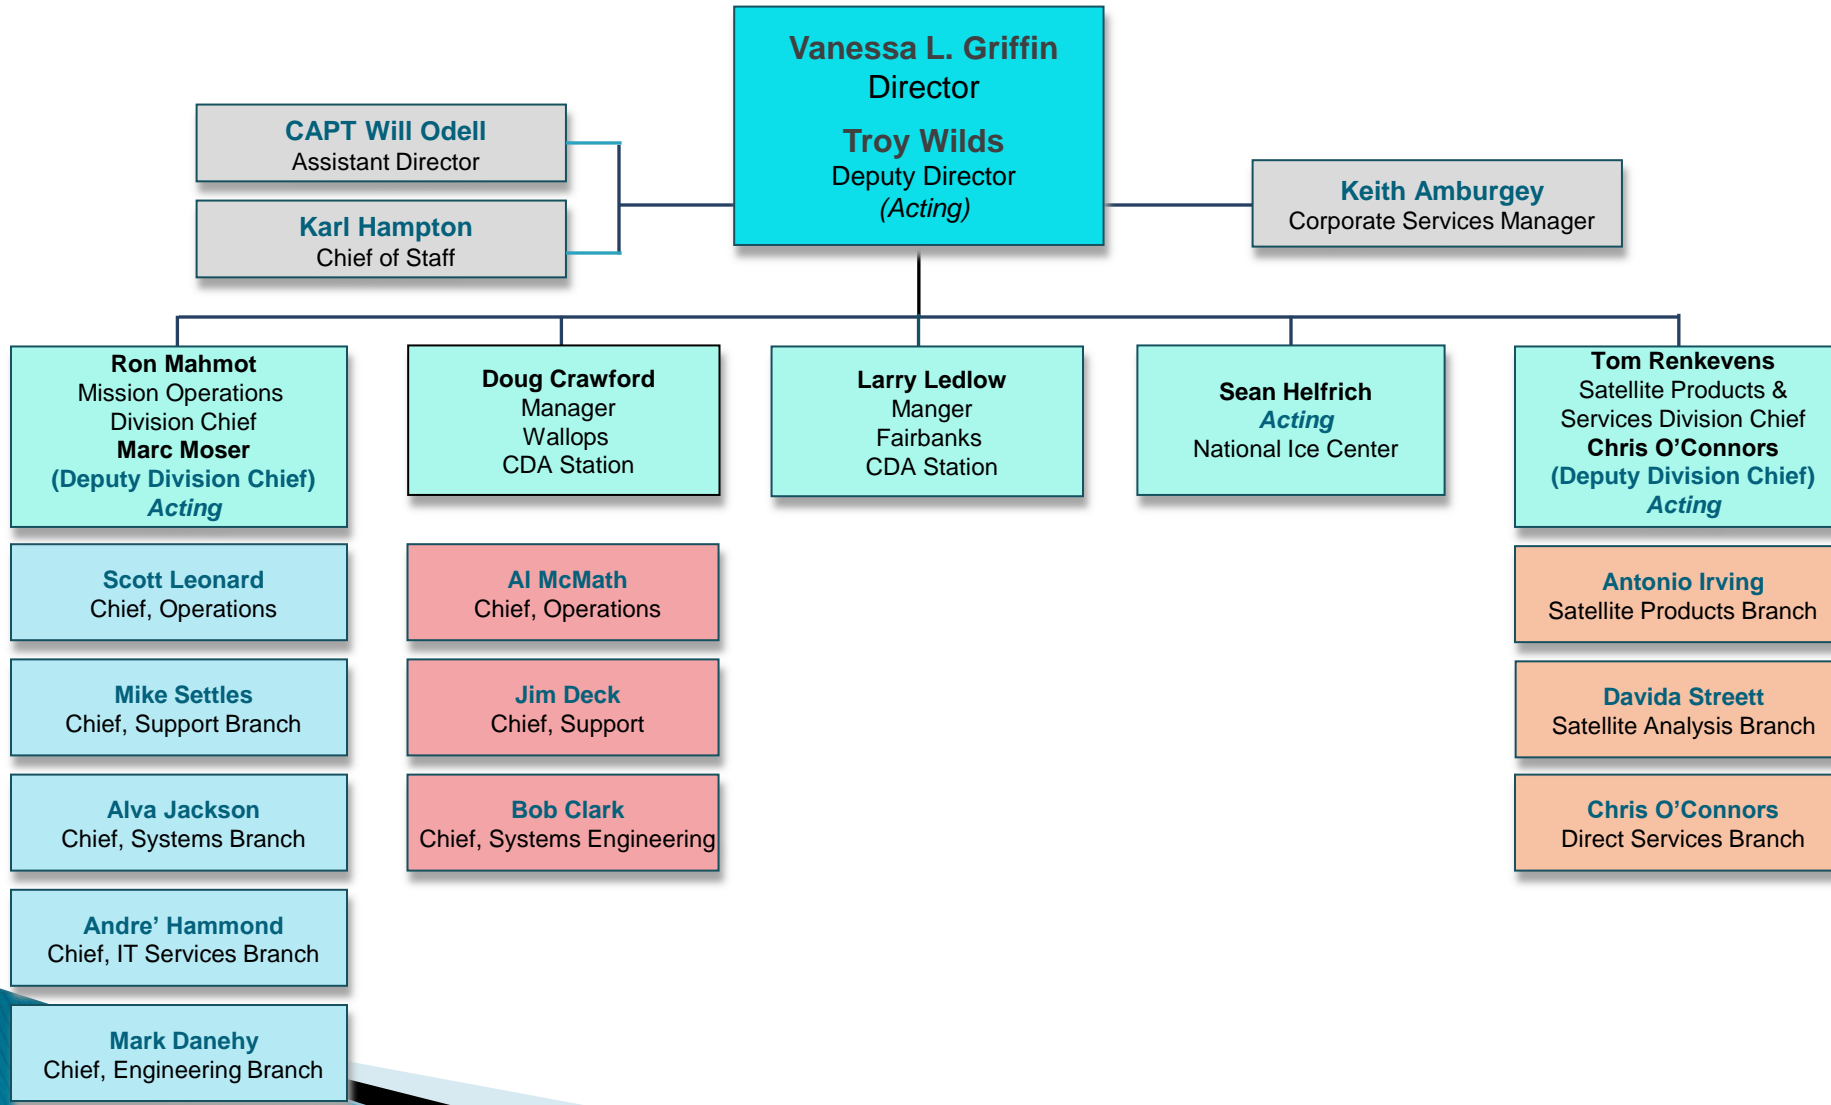 Vanessa L. Griffin
Director
Troy Wilds
Deputy Director
(Acting)
CAPT Will Odell
Assistant Director
Karl Hampton
Chief of Staff
Keith Amburgey
Corporate Services Manager
Ron Mahmot
Mission Operations
Division Chief
Marc Moser
(Deputy Division Chief)
Acting
Doug Crawford
Manager
Wallops
CDA Station
Larry Ledlow
Manger
Fairbanks
CDA Station
Sean Helfrich
Acting
National Ice Center
Tom Renkevens
Satellite Products &
Services Division Chief
Chris O’Connors
(Deputy Division Chief)
Acting
Scott Leonard
Chief, Operations
Mike Settles
Chief, Support Branch
Alva Jackson
Chief, Systems Branch
Andre’ Hammond
Chief, IT Services Branch
Mark Danehy
Chief, Engineering Branch
Al McMath
Chief, Operations
Jim Deck
Chief, Support
Bob Clark
Chief, Systems Engineering
Antonio Irving
Satellite Products Branch
Davida Streett
Satellite Analysis Branch
Chris O’Connors
Direct Services Branch